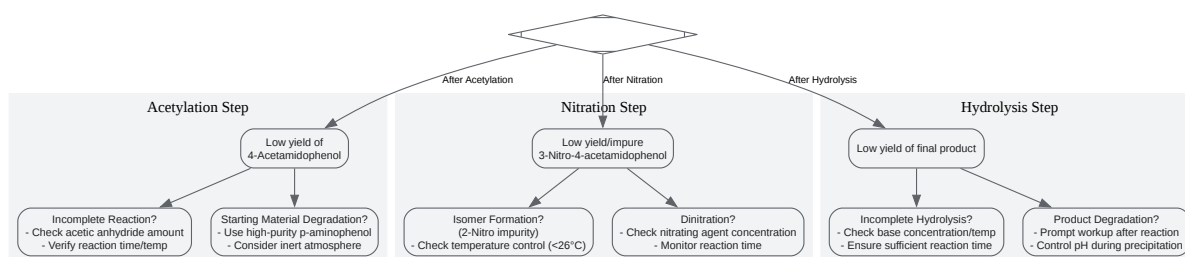 After Acetylation
After Nitration
After Hydrolysis
Acetylation Step
Nitration Step
Hydrolysis Step
Low yield of
4-Acetamidophenol
Low yield/impure
3-Nitro-4-acetamidophenol
Low yield of final product
Incomplete Reaction?
- Check acetic anhydride amount
- Verify reaction time/temp
Starting Material Degradation?
- Use high-purity p-aminophenol
- Consider inert atmosphere
Isomer Formation?
(2-Nitro impurity)
- Check temperature control (<26°C)
Dinitration?
- Check nitrating agent concentration
- Monitor reaction time
Incomplete Hydrolysis?
- Check base concentration/temp
- Ensure sufficient reaction time
Product Degradation?
- Prompt workup after reaction
- Control pH during precipitation